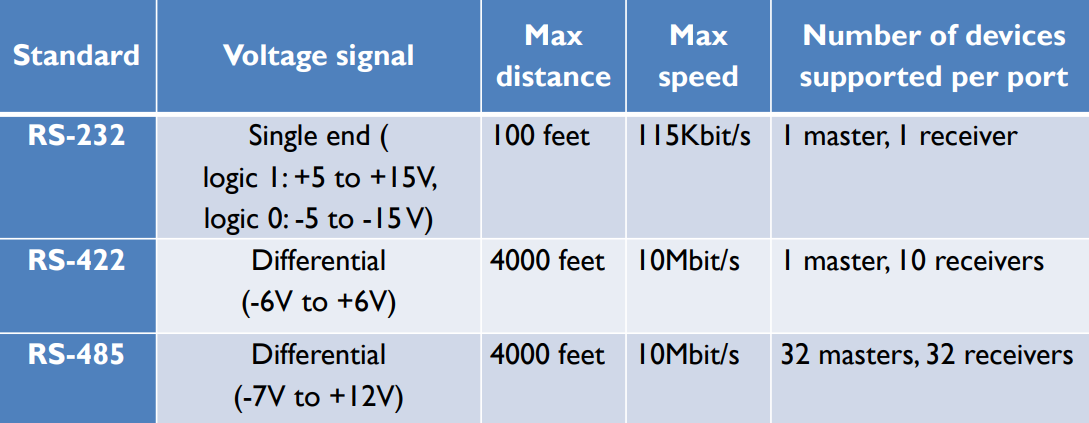 Standard
Voltage signal
Max
distance
Max
speed
Number of devices
supported per port
RS-232
Single end (
logic 1: +5 to +15V,
logic 0: -5 to -15 V)
100 feet
115Kbit/s
1 master, 1 receiver
RS-422
Differential
(-6V to +6V)
4000 feet
10Mbit/s
1 master, 10 receivers
RS-485
Differential
(-7V to +12V)
4000 feet
10Mbit/s
32 masters, 32 receivers